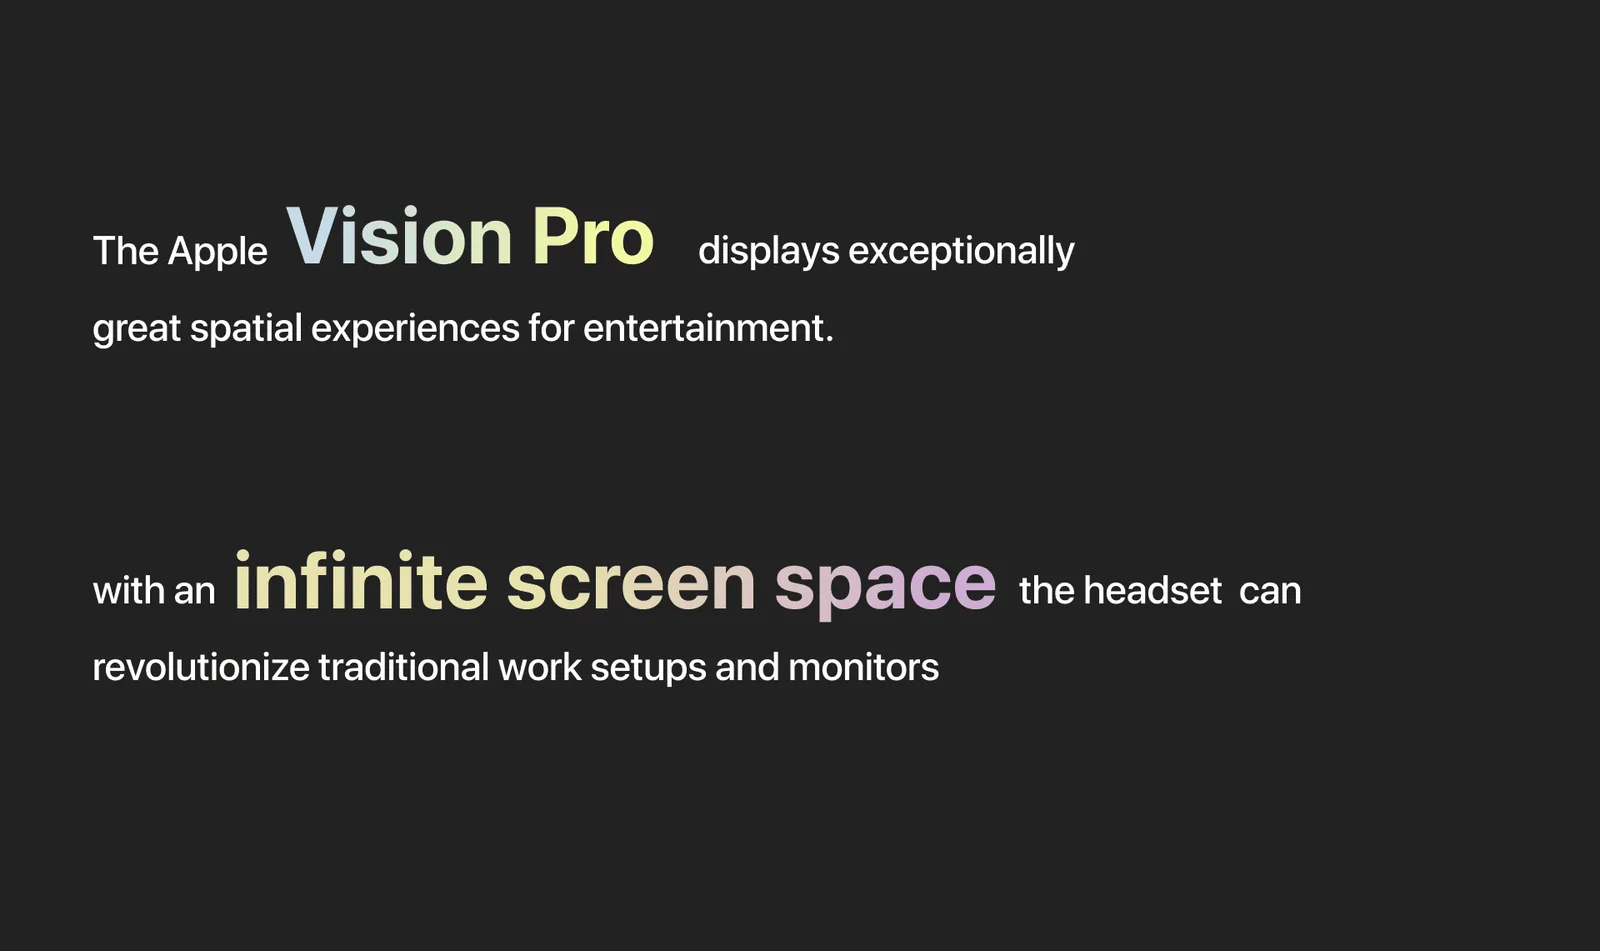 The Apple Vision Pro displays exceptionally
great spatial experiences for entertainment.
with an infinite screen space the headset can
revolutionize traditional work setups and monitors